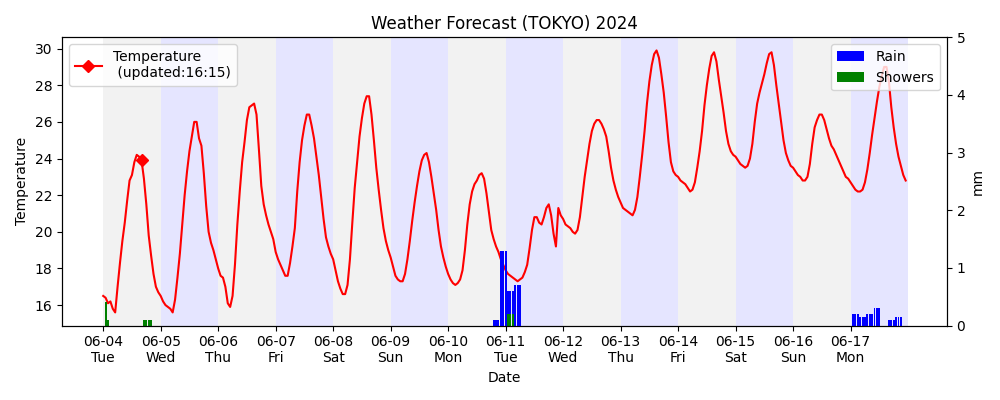 Weather Forecast (TOKYO) 2024
Temperature
(updated:16:15)
Rain
Showers
Temperature
30
28
26
24
22
20
18
16
5
4
3
2
1
0
mm
06-04 06-05 06-06 06-07 06-08 06-09 06-10 06-11 06-12 06-13 06-14 06-15 06-16 06-17
Tue Wed Thu Fri Sat Sun Mon Tue Wed Thu Fri Sat Sun Mon
Date